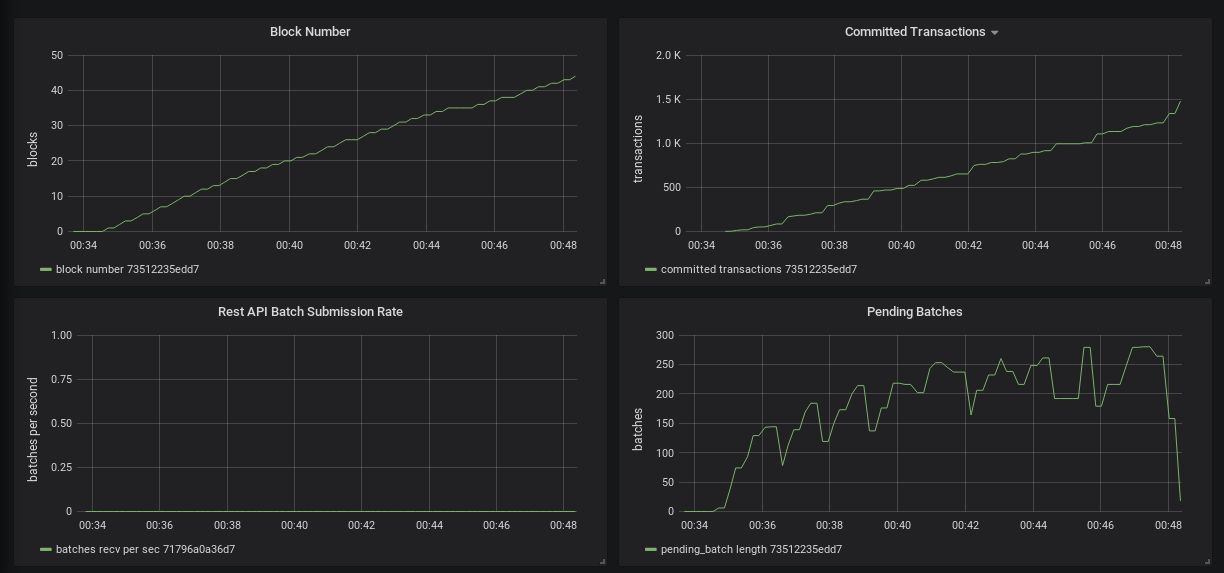 Block Number
50
40
30
20
10
0
blocks
00:34 00:36 00:38 00:40 00:42 00:44 00:46 00:48
block number 73512235edd7
Committed Transactions
2.0 K
1.5 K
1.0 K
500
0
transactions
00:34 00:36 00:38 00:40 00:42 00:44 00:46 00:48
committed transactions 73512235edd7
Rest API Batch Submission Rate
1.00
0.75
0.50
0.25
0
batches per second
00:34 00:36 00:38 00:40 00:42 00:44 00:46 00:48
batches recv per sec 71796a0a36d7
Pending Batches
300
250
200
150
100
50
0
batches
00:34 00:36 00:38 00:40 00:42 00:44 00:46 00:48
pending_batch length 73512235edd7